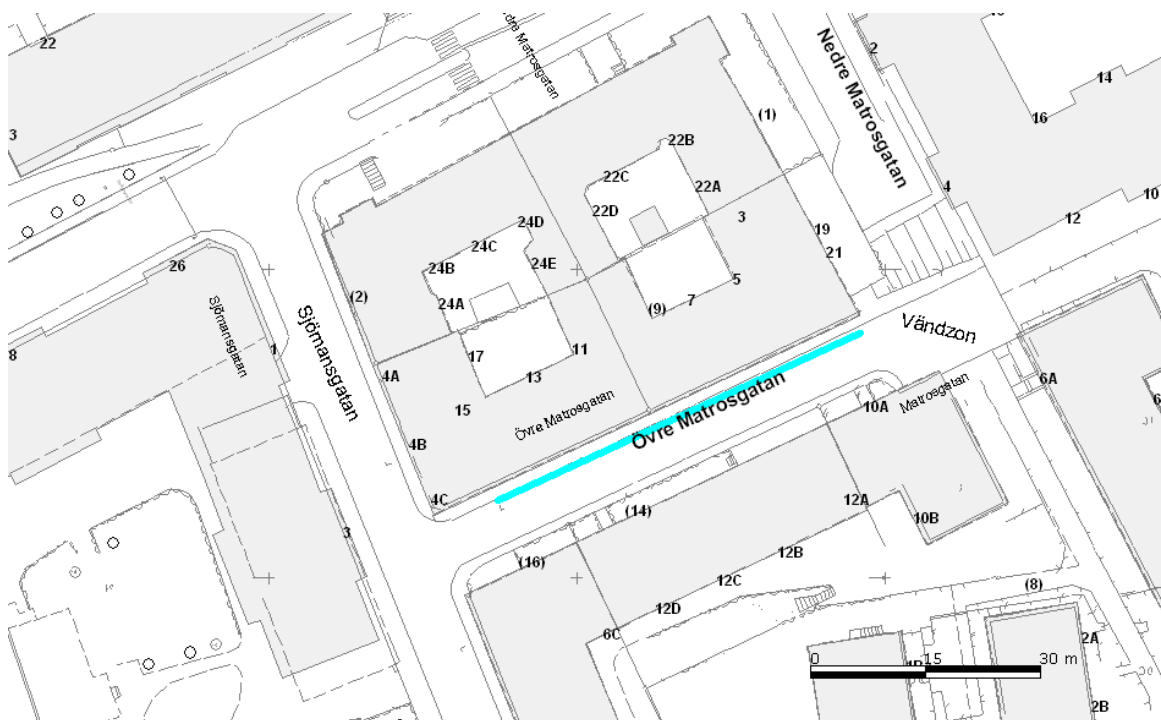 22
Nedre Matrosgatan
Nedre Matrosgatan
2
14
16
3
(1)
22B
22C
22A
22D
4
10
12
3
19
21
24D
24C
24E
24B
24A
26
(2)
5
7
(9)
Sjömansgatan
Sjömansgatan
1
8
Vändzon
17
11
13
4A
15
Övre Matrosgatan
Övre Matrosgatan
Matrosgatan
10A
6A
4B
4C
(14)
12A
10B
3
12B
(16)
12C
12D
(8)
6C
2A
0 15 30 m
2B